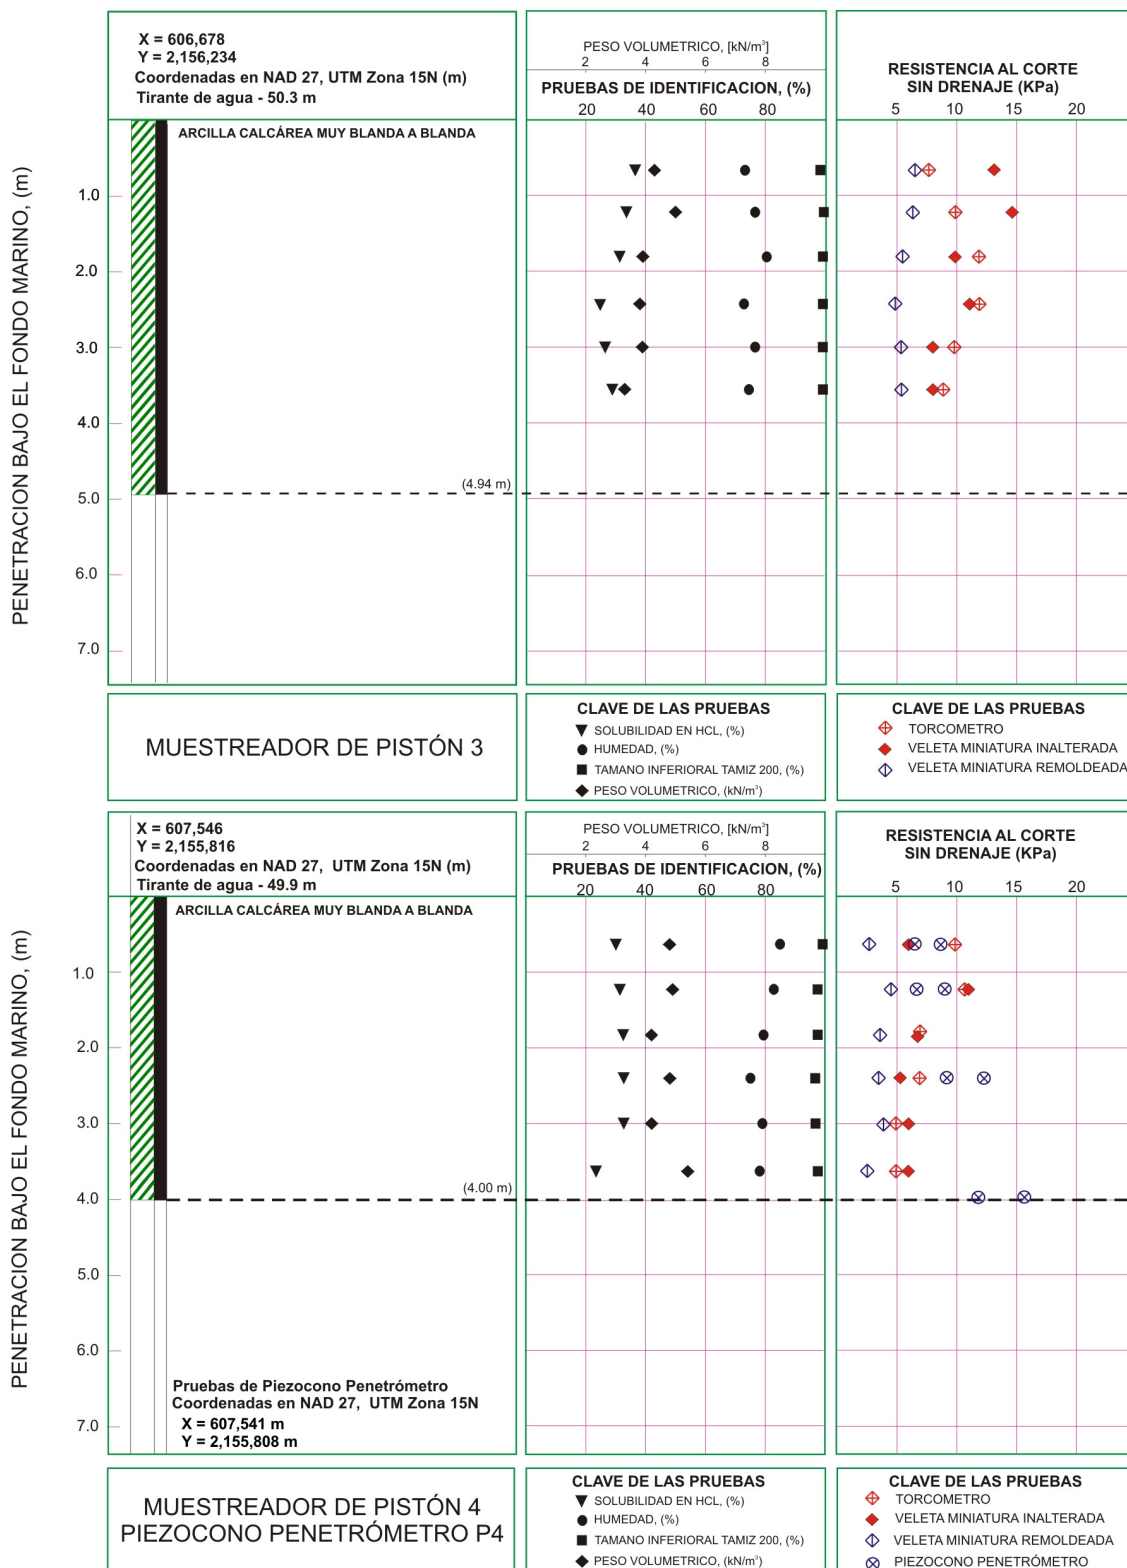 X = 606,678
Y = 2,156,234
Coordenadas en NAD 27, UTM Zona 15N (m)
Tirante de agua - 50.3 m
PESO VOLUMETRICO, [kN/m³]
2 4 6 8
PRUEBAS DE IDENTIFICACION, (%)
20 40 60 80
RESISTENCIA AL CORTE
SIN DRENAJE (KPa)
5 10 15 20
ARCILLA CALCÁREA MUY BLANDA A BLANDA
PENETRACION BAJO EL FONDO MARINO, (m)
1.0
2.0
3.0
4.0
(4.94 m)
5.0
6.0
7.0
MUESTREADOR DE PISTÓN 3
CLAVE DE LAS PRUEBAS
SOLUBILIDAD EN HCL, (%)
HUMEDAD, (%)
TAMANO INFERIORAL TAMIZ 200, (%)
PESO VOLUMETRICO, (kN/m³)
CLAVE DE LAS PRUEBAS
TORCOMETRO
VELETA MINIATURA INALTERADA
VELETA MINIATURA REMOLDEADA
X = 607,546
Y = 2,155,816
Coordenadas en NAD 27, UTM Zona 15N (m)
Tirante de agua - 49.9 m
PESO VOLUMETRICO, [kN/m³]
2 4 6 8
PRUEBAS DE IDENTIFICACION, (%)
20 40 60 80
RESISTENCIA AL CORTE
SIN DRENAJE (KPa)
5 10 15 20
ARCILLA CALCÁREA MUY BLANDA A BLANDA
PENETRACION BAJO EL FONDO MARINO, (m)
1.0
2.0
3.0
(4.00 m)
4.0
5.0
6.0
7.0
Pruebas de Piezocono Penetrómetro
Coordenadas en NAD 27, UTM Zona 15N
X = 607,541 m
Y = 2,155,808 m
MUESTREADOR DE PISTÓN 4
PIEZOCONO PENETRÓMETRO P4
CLAVE DE LAS PRUEBAS
SOLUBILIDAD EN HCL, (%)
HUMEDAD, (%)
TAMANO INFERIORAL TAMIZ 200, (%)
PESO VOLUMETRICO, (kN/m³)
CLAVE DE LAS PRUEBAS
TORCOMETRO
VELETA MINIATURA INALTERADA
VELETA MINIATURA REMOLDEADA
PIEZOCONO PENETRÓMETRO